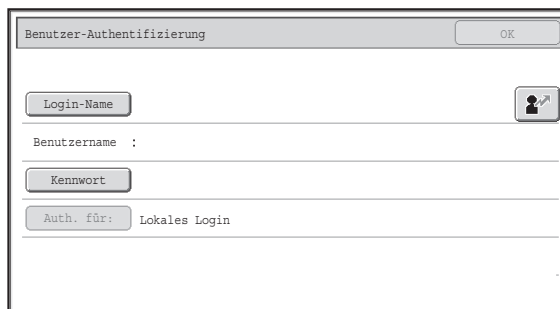 Benutzer-Authentifizierung OK
Login-Name
Benutzername :
Kennwort
Auth. für: Lokales Login